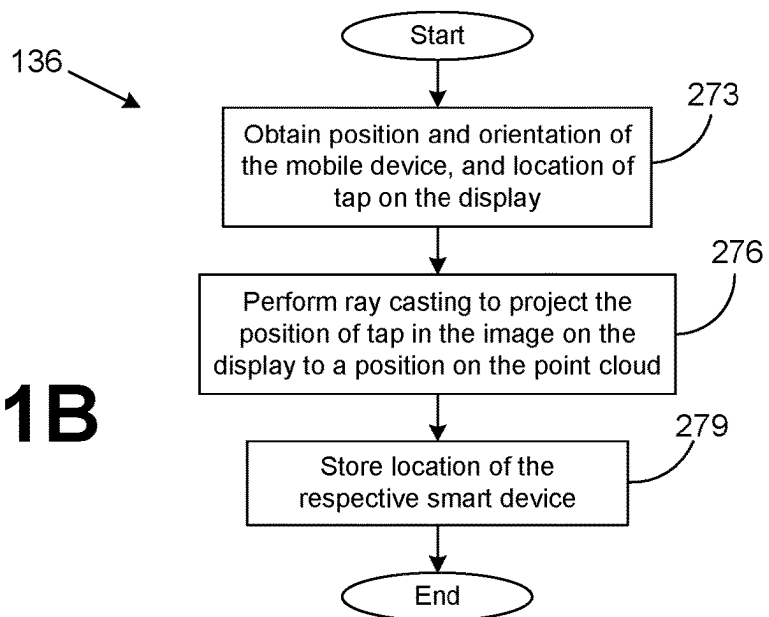 Start
136
273
Obtain position and orientation of
the mobile device, and location of
tap on the display
276
Perform ray casting to project the
position of tap in the image on the
display to a position on the point cloud
1B
279
Store location of the
respective smart device
End